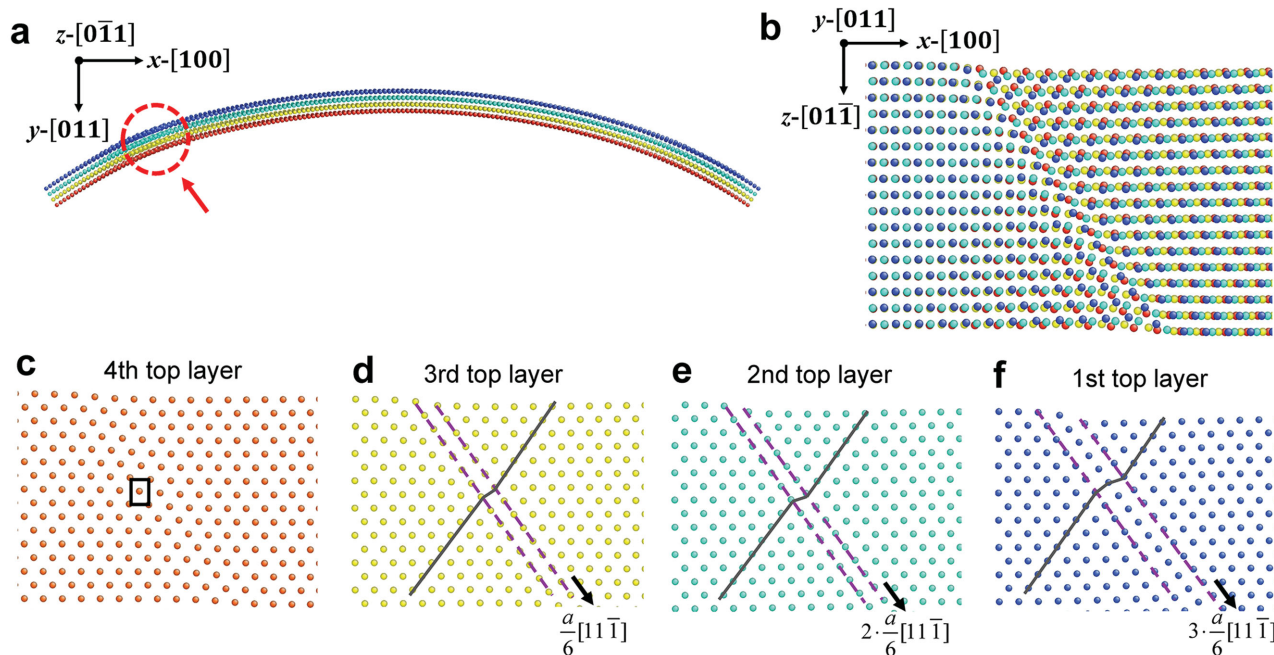 a
z-[01̅1]
x-[100]
y-[011]
b
y-[011]
x-[100]
z-[011̅]
c
4th top layer
d
3rd top layer
a/6[111̅]
e
2nd top layer
2·a/6[111̅]
f
1st top layer
3·a/6[111̅]